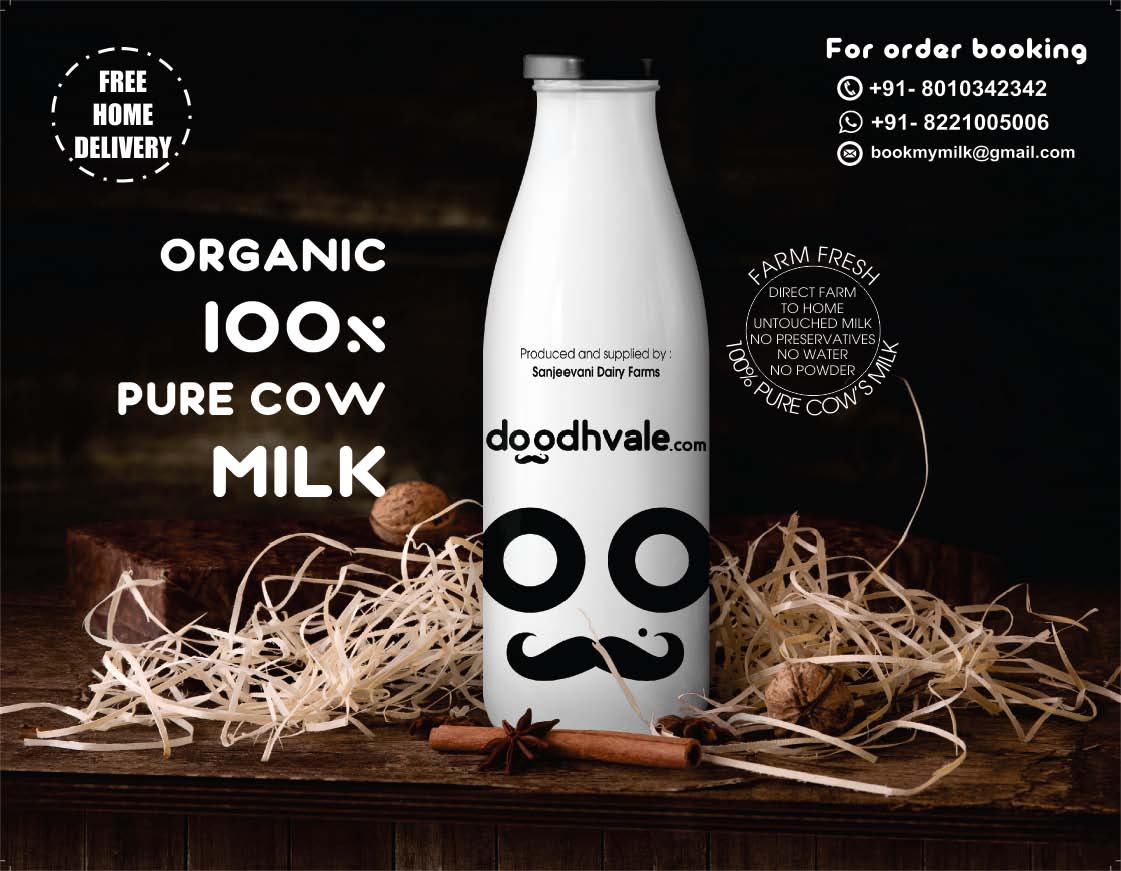 FREE
HOME
DELIVERY
For order booking
+91- 8010342342
+91- 8221005006
bookmymilk@gmail.com
ORGANIC
100%
PURE COW
MILK
Produced and supplied by :
Sanjeevani Dairy Farms
doodhvale.com
FARM FRESH
DIRECT FARM
TO HOME
UNTOUCHED MILK
NO PRESERVATIVES
NO WATER
NO POWDER
100% PURE COW'S MILK